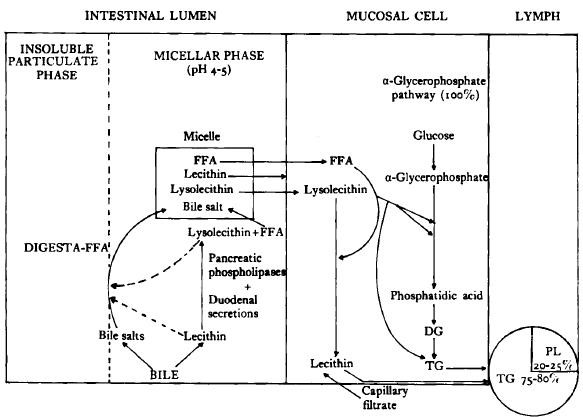 INTESTINAL LUMEN
MUCOSAL CELL
LYMPH
INSOLUBLE
PARTICULATE
PHASE
MICELLAR PHASE
(pH 4-5)
α-Glycerophosphate
pathway (100%)
Micelle
Glucose
FFA
FFA
Lecithin
α-Glycerophosphate
Lysolecithin
Lysolecithin
Bile salt
Lysolecithin+FFA
DIGESTA-FFA
Pancreatic
phospholipases
+
Duodenal
secretions
Phosphatidic acid
Bile salts
Lecithin
DG
BILE
Lecithin
TG
PL
20-25%
TG 75-80%
Capillary
filtrate